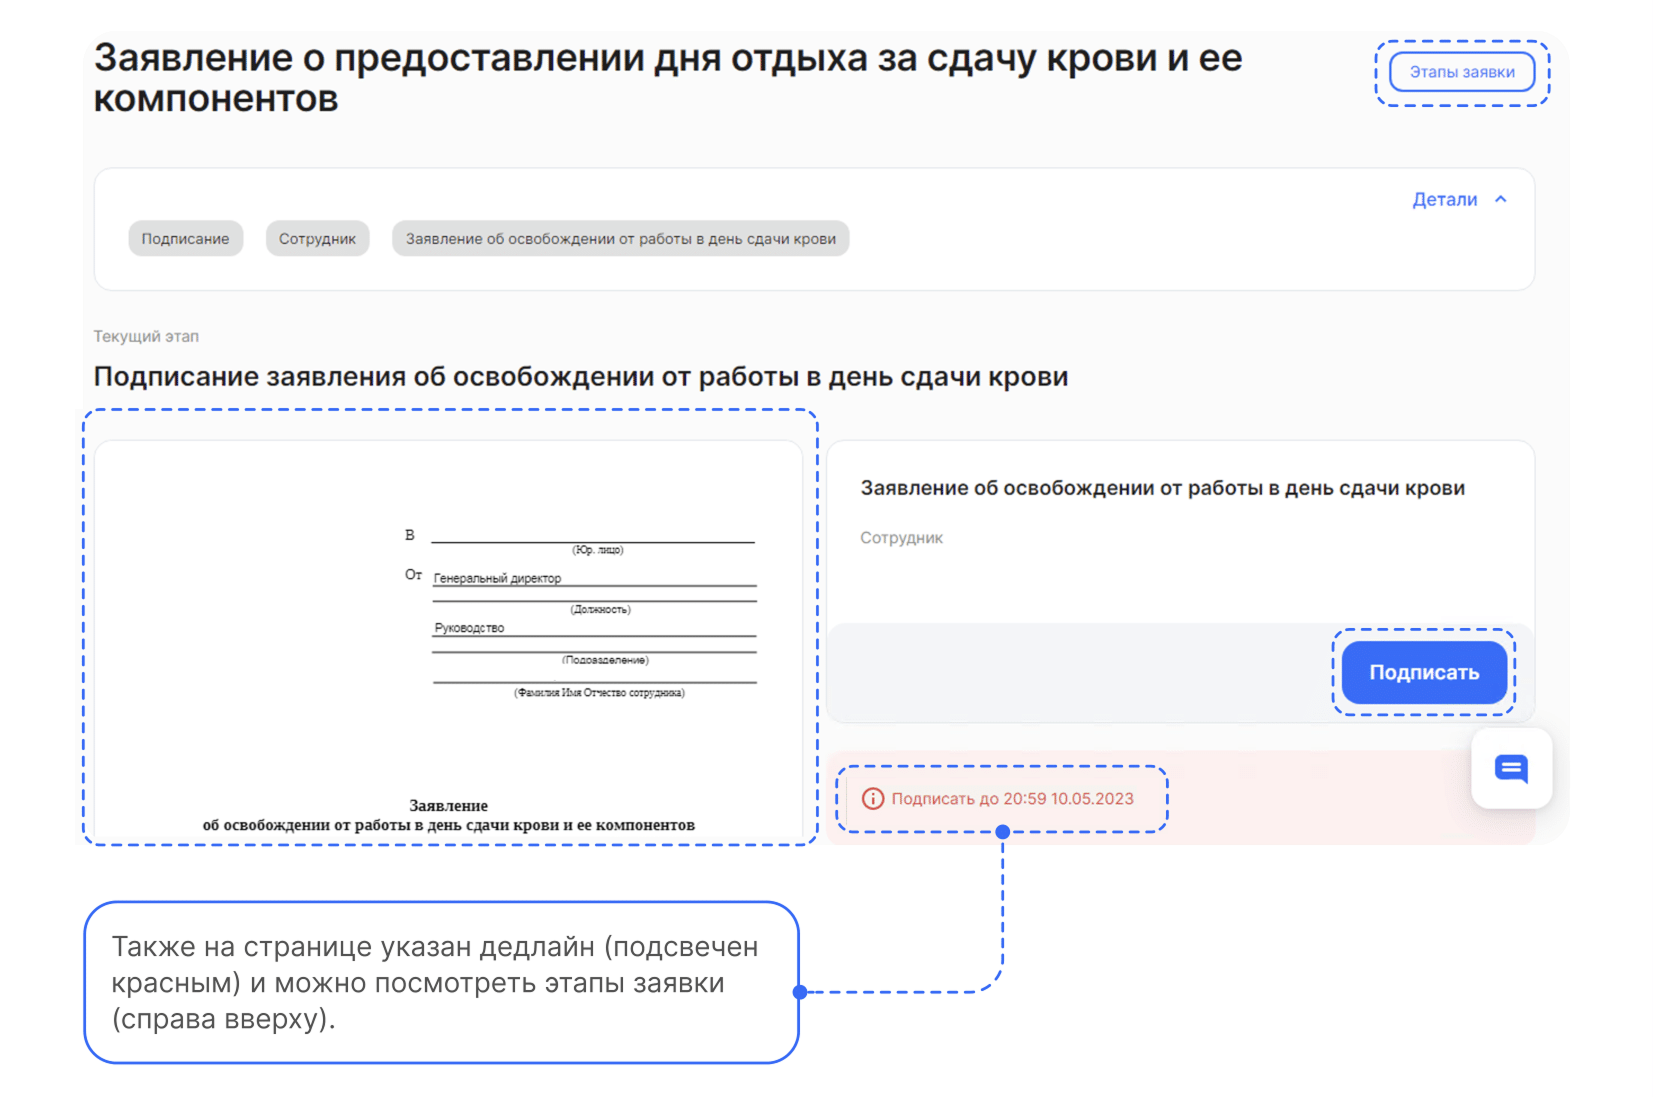 Заявление о предоставлении дня отдыха за сдачу крови и ее
компонентов
Этапы заявки
Детали
Подписание
Сотрудник
Заявление об освобождении от работы в день сдачи крови
Текущий этап
Подписание заявления об освобождении от работы в день сдачи крови
В
(Юр. лицо)
От Генеральный директор
(Должность)
Руководство
(Подразделение)
(Фамилия Имя Отчество сотрудника)
Заявление
об освобождении от работы в день сдачи крови и ее компонентов
Заявление об освобождении от работы в день сдачи крови
Сотрудник
Подписать
Подписать до 20:59 10.05.2023
Также на странице указан дедлайн (подсвечен
красным) и можно посмотреть этапы заявки
(справа вверху).